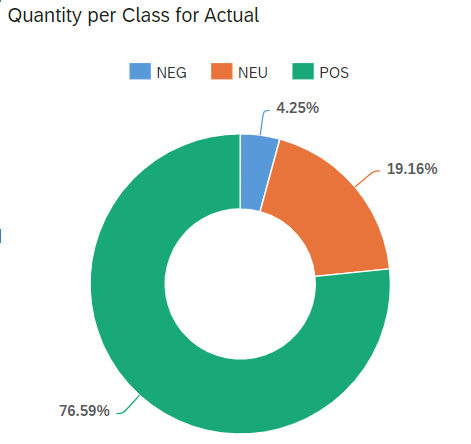 Quantity per Class for Actual
NEG NEU POS
4.25%
19.16%
76.59%